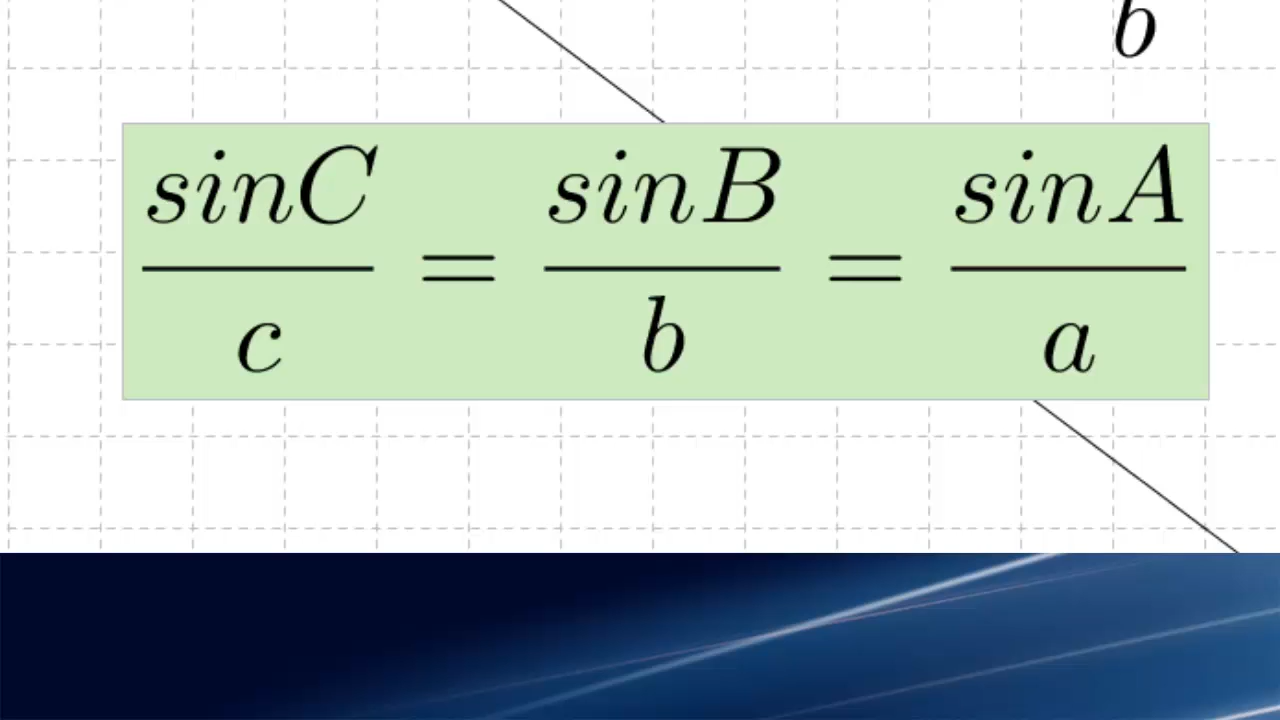 b
sinC/c = sinB/b = sinA/a